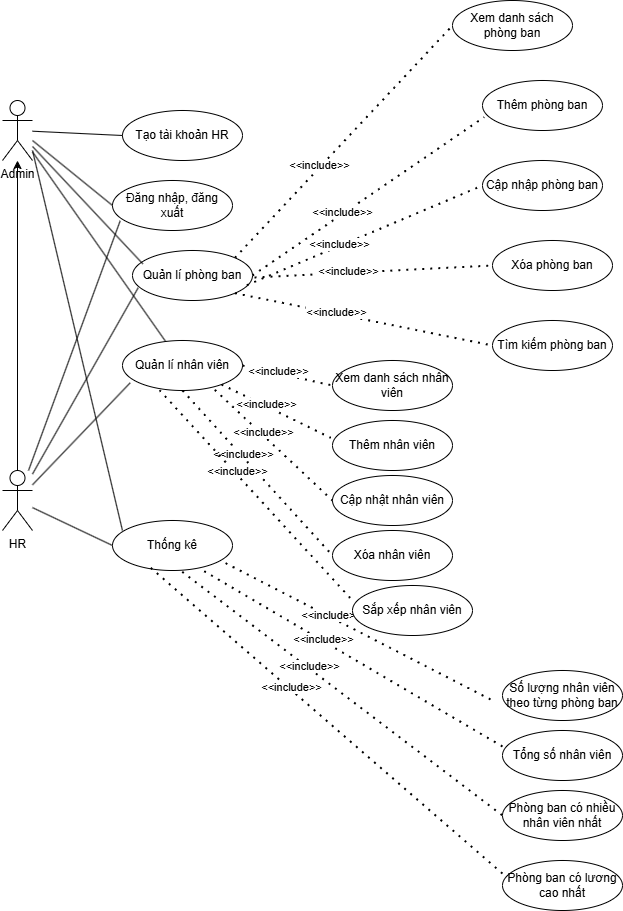 Xem danh sách
phòng ban
Thêm phòng ban
Tạo tài khoản HR
<<include>>
Admin
Cập nhập phòng ban
Đăng nhập, đăng
xuất
<<include>>
<<include>>
Quản lí phòng ban
<<include>>
Xóa phòng ban
<<include>>
Tìm kiếm phòng ban
Quản lí nhân viên
<<include>>
Xem danh sách nhân
viên
<<include>>
<<include>>
Thêm nhân viên
<<include>>
<<include>>
Cập nhật nhân viên
HR
Thống kê
Xóa nhân viên
Sắp xếp nhân viên
<<include>>
<<include>>
<<include>>
<<include>>
Số lượng nhân viên
theo từng phòng ban
Tổng số nhân viên
Phòng ban có nhiều
nhân viên nhất
Phòng ban có lương
cao nhất